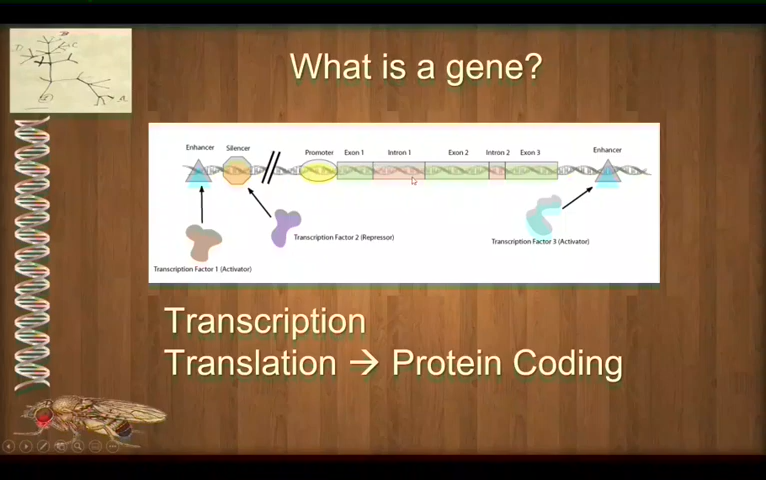 What is a gene?
Enhancer Silencer Promoter Exon 1 Intron 1 Exon 2 Intron 2 Exon 3 Enhancer
Transcription Factor 2 (Repressor)
Transcription Factor 3 (Activator)
Transcription Factor 1 (Activator)
Transcription
Translation → Protein Coding